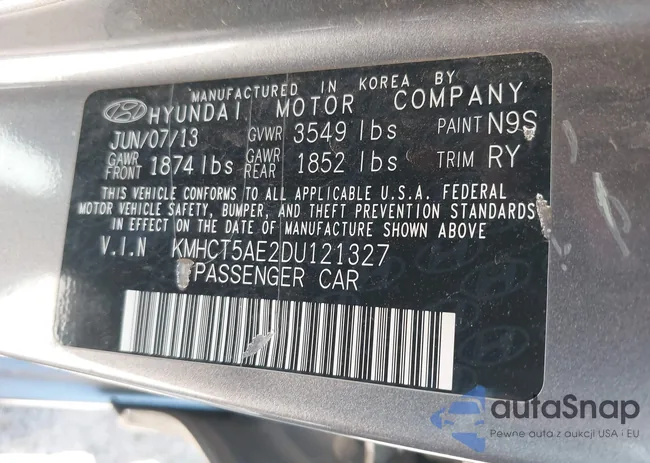 MANUFACTURED IN KOREA BY
HYUNDAI MOTOR COMPANY
JUN/07/13 GVWR 3549 lbs PAINT N9S
GAWR FRONT 1874 lbs GAWR REAR 1852 lbs TRIM RY
THIS VEHICLE CONFORMS TO ALL APPLICABLE U.S.A. FEDERAL
MOTOR VEHICLE SAFETY, BUMPER, AND THEFT PREVENTION STANDARDS
IN EFFECT ON THE DATE OF MANUFACTURE SHOWN ABOVE.
V.I.N KMHCT5AE2DU121327
PASSENGER CAR
autaSnap
Pewne auta z aukcji USA i EU